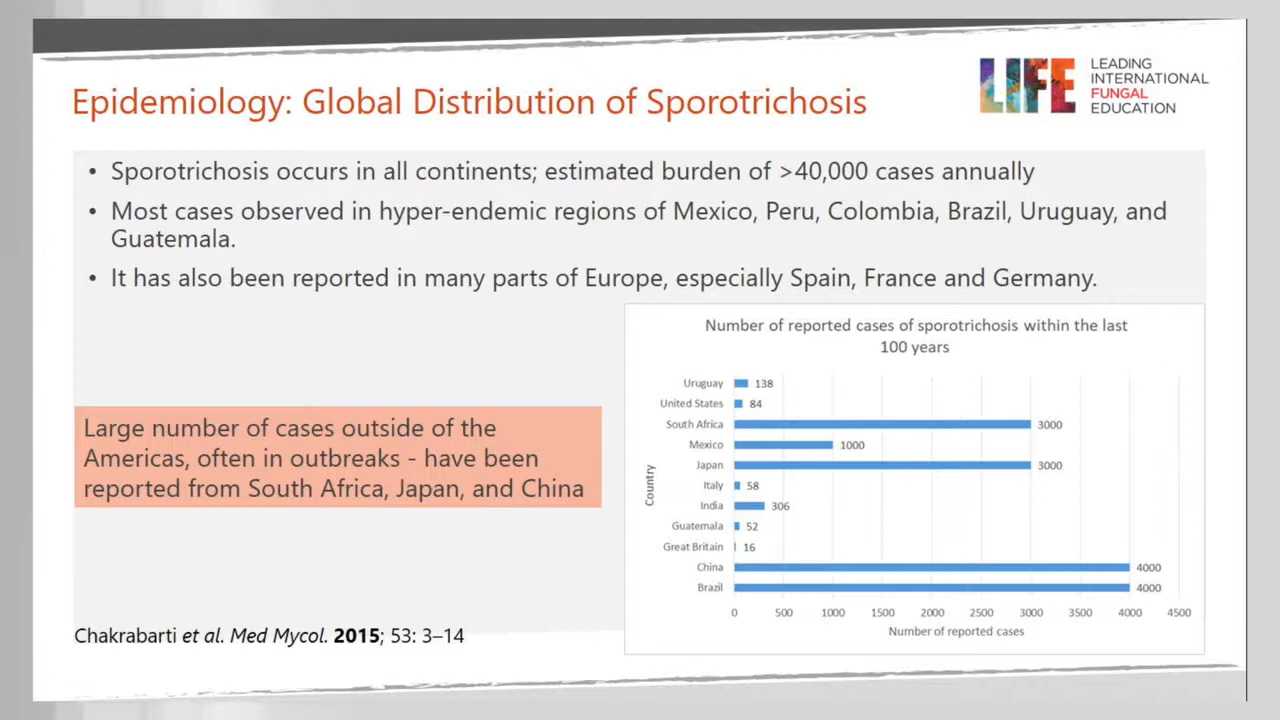 Epidemiology: Global Distribution of Sporotrichosis
LIFE
LEADING
INTERNATIONAL
FUNGAL
EDUCATION
• Sporotrichosis occurs in all continents; estimated burden of >40,000 cases annually
• Most cases observed in hyper-endemic regions of Mexico, Peru, Colombia, Brazil, Uruguay, and
Guatemala.
• It has also been reported in many parts of Europe, especially Spain, France and Germany.
Large number of cases outside of the
Americas, often in outbreaks - have been
reported from South Africa, Japan, and China
Number of reported cases of sporotrichosis within the last
100 years
Country
Uruguay 138
United States 84
South Africa 3000
Mexico 1000
Japan 3000
Italy 58
India 306
Guatemala 52
Great Britain 16
China 4000
Brazil 4000
0 500 1000 1500 2000 2500 3000 3500 4000 4500
Number of reported cases
Chakrabarti et al. Med Mycol. 2015; 53: 3–14